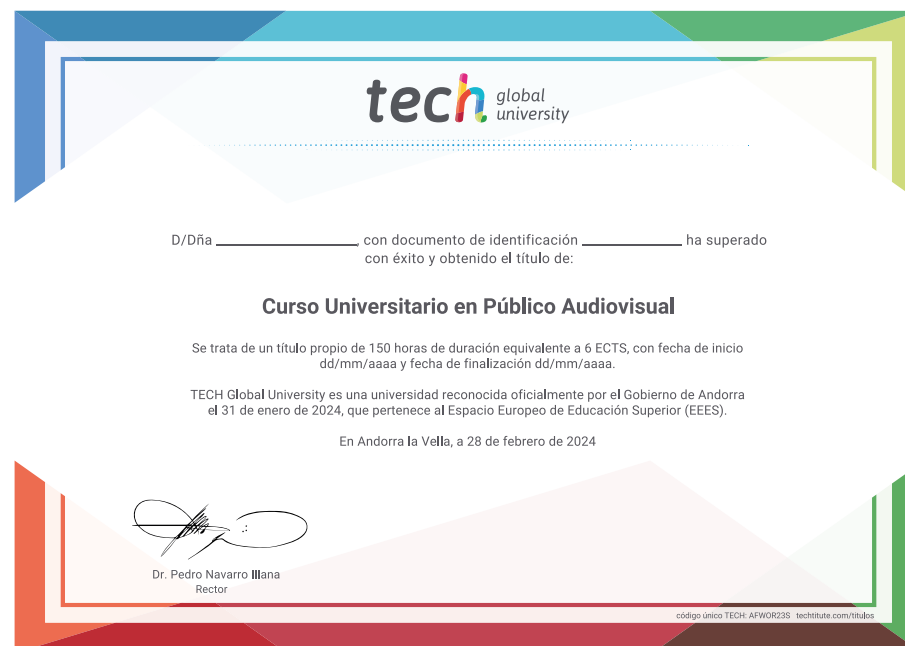 tech global university
D/Dña ____________________, con documento de identificación ______________ ha superado
con éxito y obtenido el título de:
Curso Universitario en Público Audiovisual
Se trata de un título propio de 150 horas de duración equivalente a 6 ECTS, con fecha de inicio
dd/mm/aaaa y fecha de finalización dd/mm/aaaa.
TECH Global University es una universidad reconocida oficialmente por el Gobierno de Andorra
el 31 de enero de 2024, que pertenece al Espacio Europeo de Educación Superior (EEES).
En Andorra la Vella, a 28 de febrero de 2024
Dr. Pedro Navarro Illana
Rector
código único TECH: AFWOR23S techtitute.com/titulos